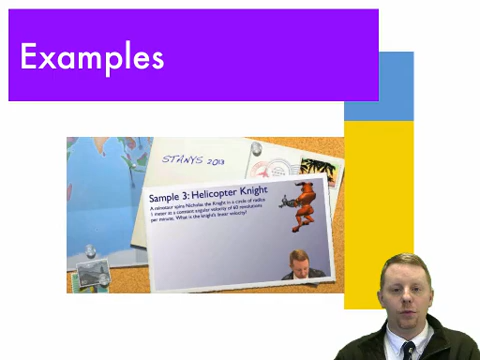 Examples
STANYS 2013
Sample 3: Helicopter Knight
A minotaur spins Nicholas the Knight in a circle of radius
1 meter at a constant angular velocity of 60 revolutions
per minute. What is the knight's linear velocity?